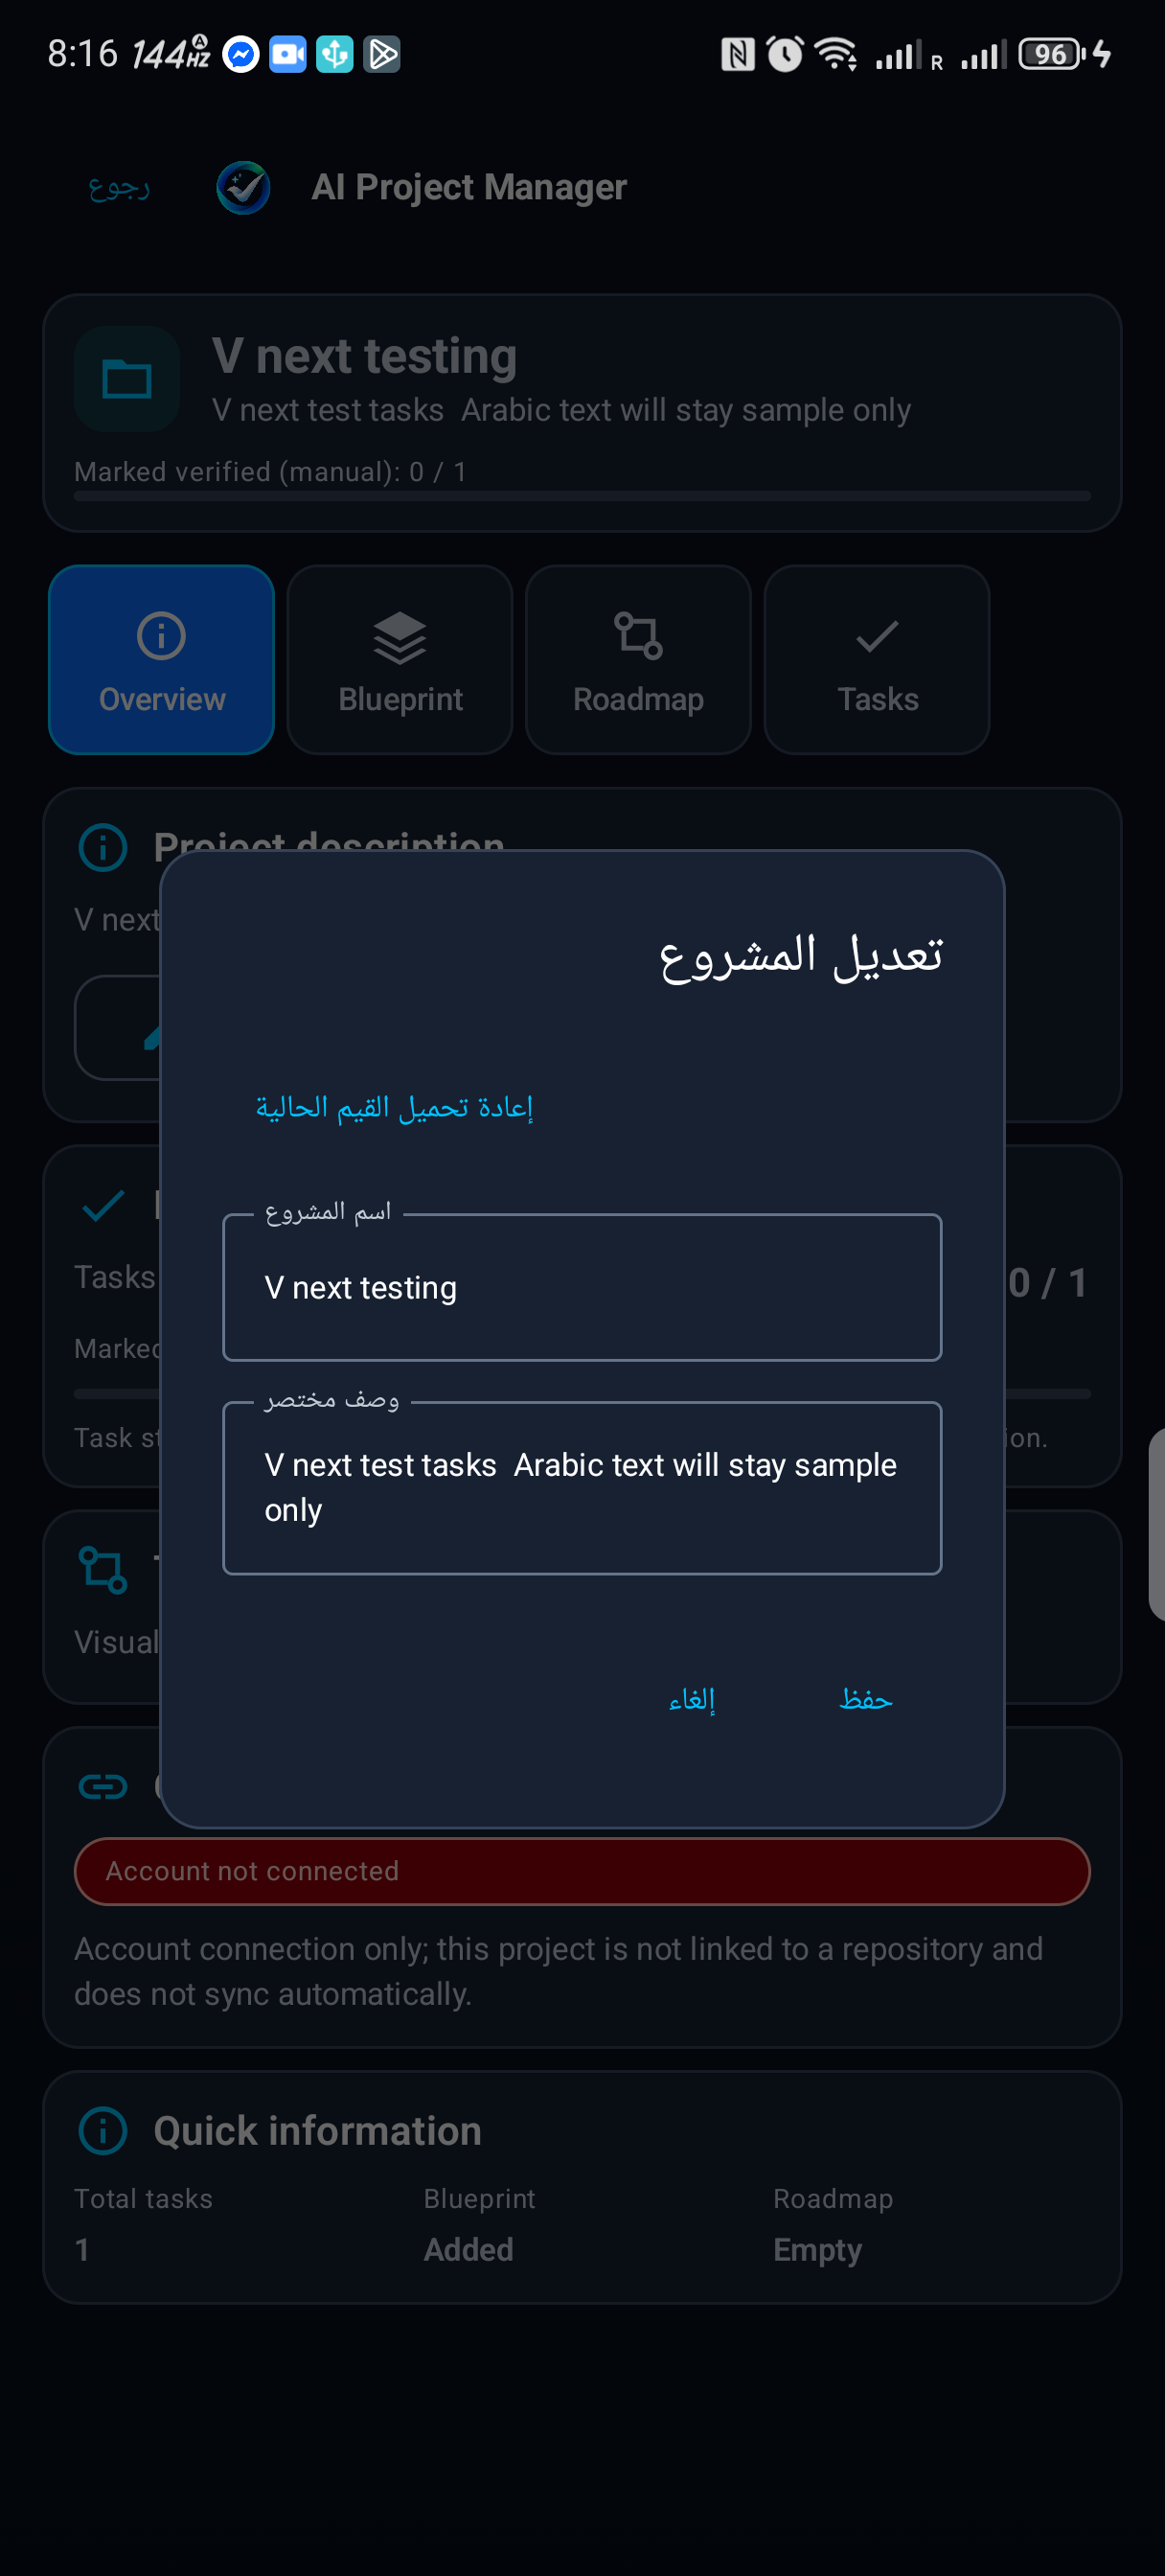 8:16 144HZ R 96
رجوع AI Project Manager
V next testing
V next test tasks  Arabic text will stay sample only
Marked verified (manual): 0 / 1
Overview Blueprint Roadmap Tasks
Project description
V next
تعديل المشروع
إعادة تحميل القيم الحالية
اسم المشروع
V next testing
Tasks 0 / 1
وصف مختصر
V next test tasks  Arabic text will stay sample
only
Visual
إلغاء حفظ
Account not connected
Account connection only; this project is not linked to a repository and
does not sync automatically.
Quick information
Total tasks Blueprint Roadmap
1 Added Empty